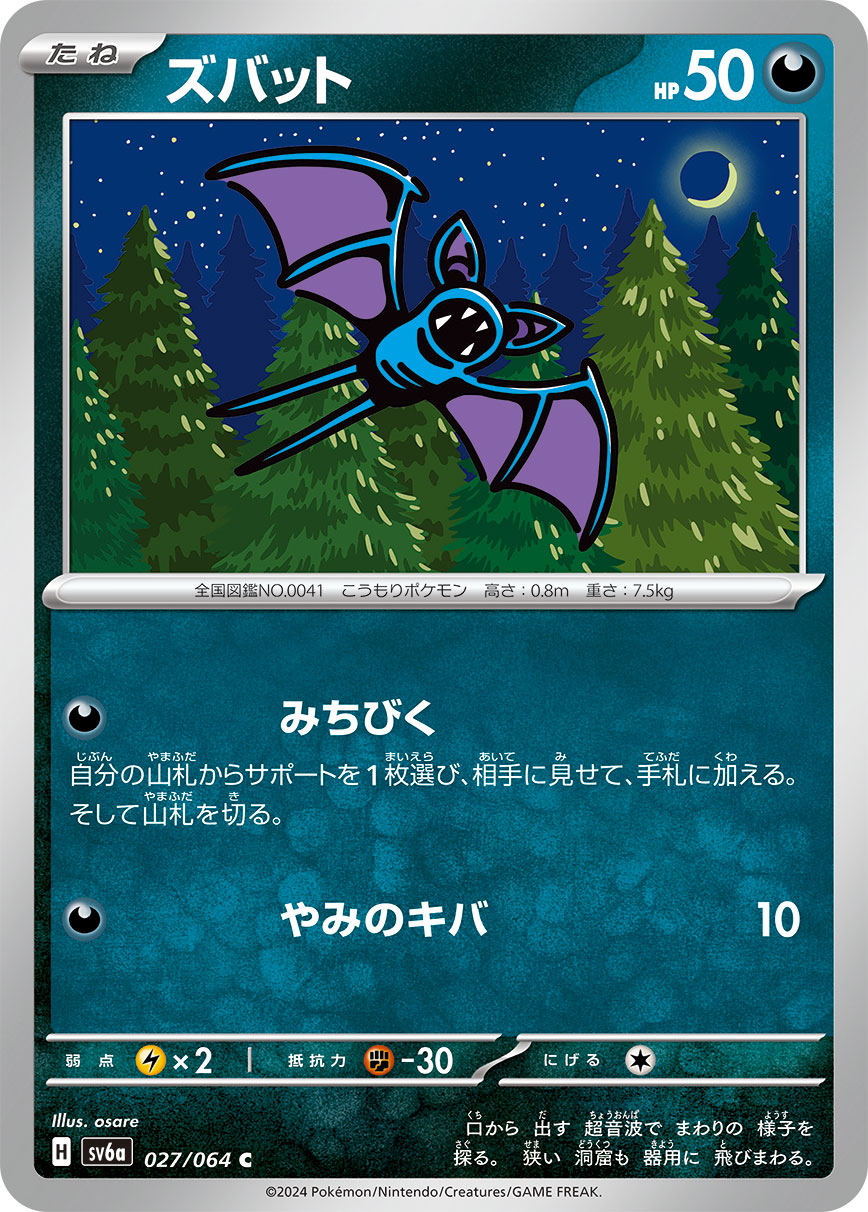 たね
ズバット
HP50
全国図鑑NO.0041 こうもりポケモン 高さ:0.8m 重さ:7.5kg
みちびく
自分の山札からサポートを1枚選び、相手に見せて、手札に加える。
そして山札を切る。
やみのキバ 10
弱点 ×2 抵抗力 -30 にげる
Illus. osare
H sv6a 027/064 C
口から 出す 超音波で まわりの 様子を
探る。 狭い 洞窟も 器用に 飛びまわる。
©2024 Pokémon/Nintendo/Creatures/GAME FREAK.